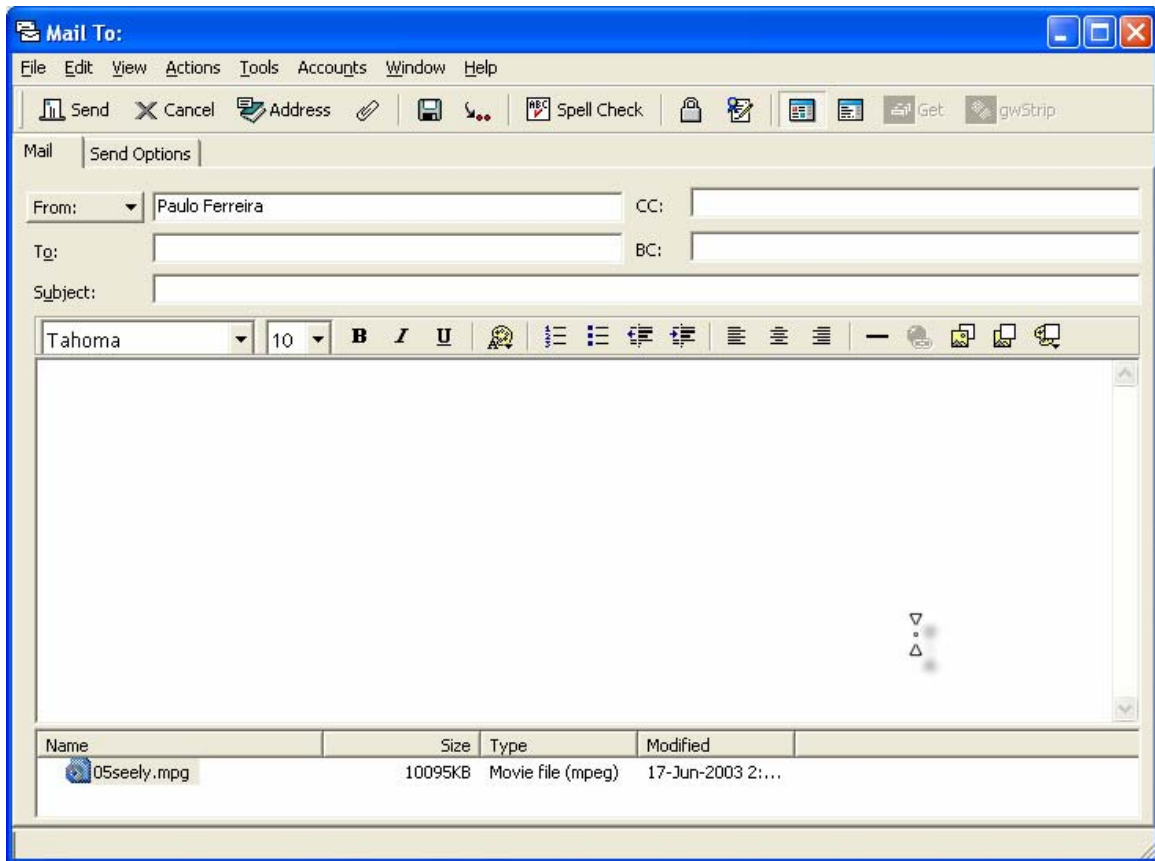 Mail To:
File Edit View Actions Tools Accounts Window Help
Send Cancel Address ABC Spell Check Get gwStrip
Mail Send Options
From: Paulo Ferreira CC:
To: BC:
Subject:
Tahoma 10 B I U
Name Size Type Modified
05seely.mpg 10095KB Movie file (mpeg) 17-Jun-2003 2:...